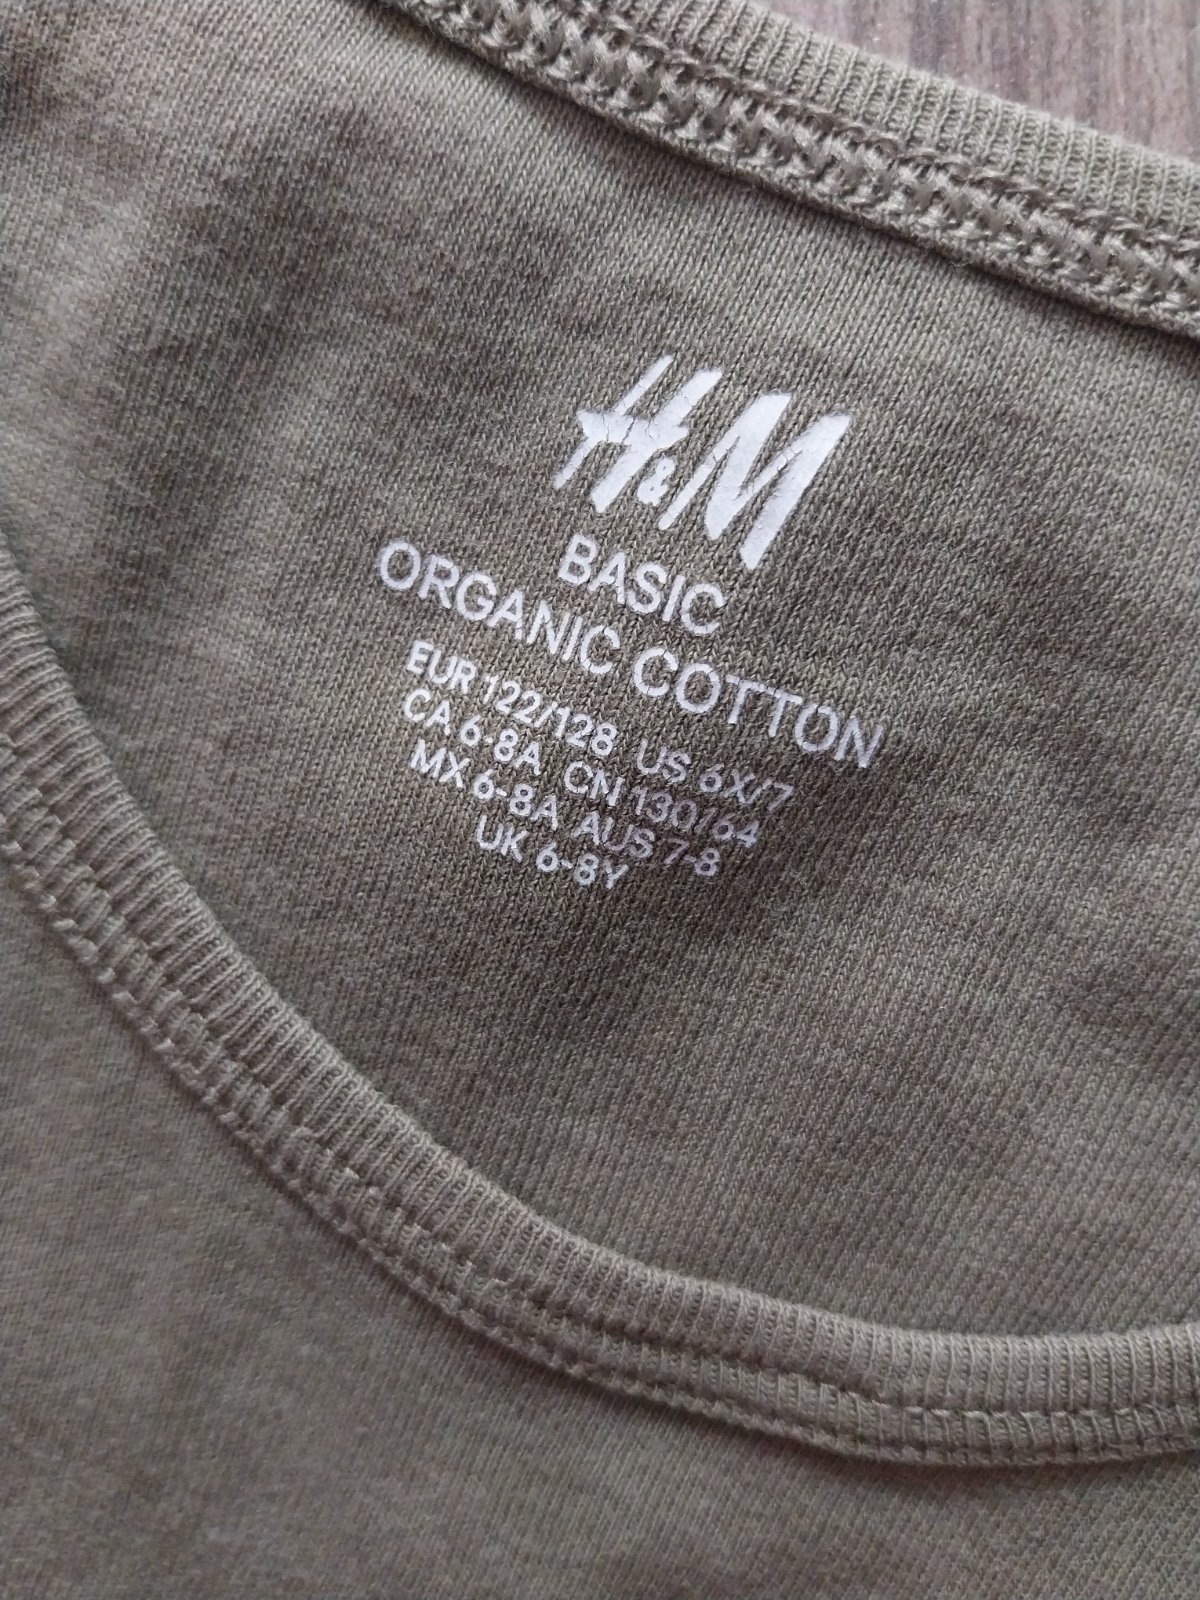 H&M
BASIC
ORGANIC COTTON
EUR 122/128 US 6X/7
CA 6-8A CN 130/64
MX 6-8A AUS 7-8
UK 6-8Y